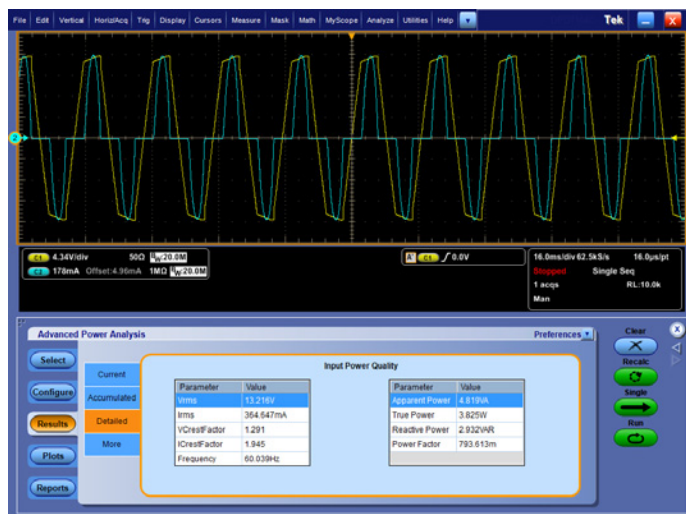 File Edit Vertical Horiz/Acq Trig Display Cursors Measure Mask Math MyScope Analyze Utilities Help Tek X
2
C1 4.34V/div 50Ω BW:20.0M
C2 178mA Offset:4.96mA 1MΩ BW:20.0M
A' C1 0.0V
16.0ms/div 62.5kS/s 16.0µs/pt
Stopped Single Seq
1 acqs RL:10.0k
Man
Advanced Power Analysis
Preferences
Clear
X
Select
Configure
Results
Plots
Reports
Current
Accumulated
Detailed
More
Input Power Quality
Parameter Value
Vrms 13.216V
Irms 364.647mA
VCrestFactor 1.291
ICrestFactor 1.945
Frequency 60.039Hz
Parameter Value
Apparent Power 4.819VA
True Power 3.825W
Reactive Power 2.932VAR
Power Factor 793.613m
Recalc
Single
Run